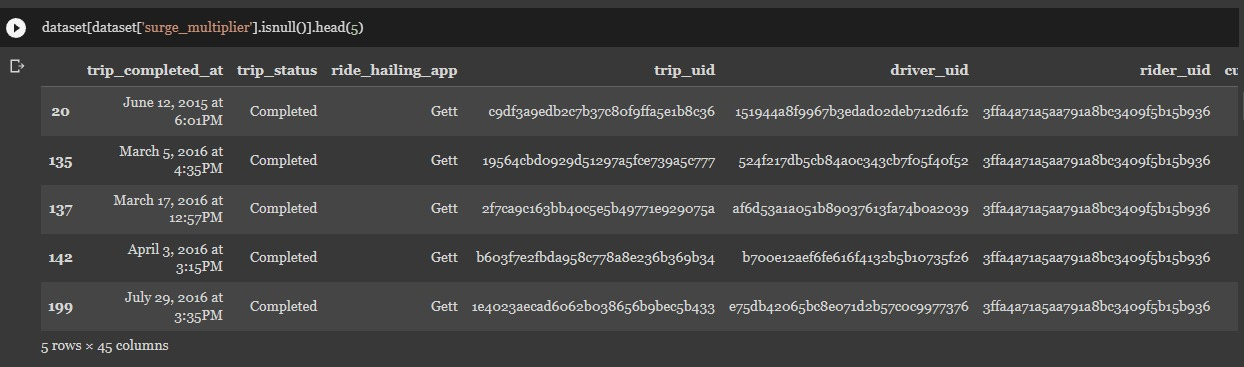 dataset[dataset['surge_multiplier'].isnull()].head(5)
trip_completed_at trip_status ride_hailing_app trip_uid driver_uid rider_uid cu
20 June 12, 2015 at 6:01PM Completed Gett c9df3a9edb2c7b37c80f9ffa5e1b8c36 151944a8f9967b3edad02deb712d61f2 3ffa4a71a5aa791a8bc3409f5b15b936
135 March 5, 2016 at 4:35PM Completed Gett 19564cbd0929d51297a5fce739a5c777 524f217db5cb84a0c343cb7f05f40f52 3ffa4a71a5aa791a8bc3409f5b15b936
137 March 17, 2016 at 12:57PM Completed Gett 2f7ca9c163bb40c5e5b49771e929075a af6d53a1a051b89037613fa74b0a2039 3ffa4a71a5aa791a8bc3409f5b15b936
142 April 3, 2016 at 3:15PM Completed Gett b603f7e2fbda958c778a8e236b369b34 b700e12aef6fe616f4132b5b10735f26 3ffa4a71a5aa791a8bc3409f5b15b936
199 July 29, 2016 at 3:35PM Completed Gett 1e4023aecad6062b038656b9bec5b433 e75db42065bc8e071d2b57c0c9977376 3ffa4a71a5aa791a8bc3409f5b15b936
5 rows × 45 columns